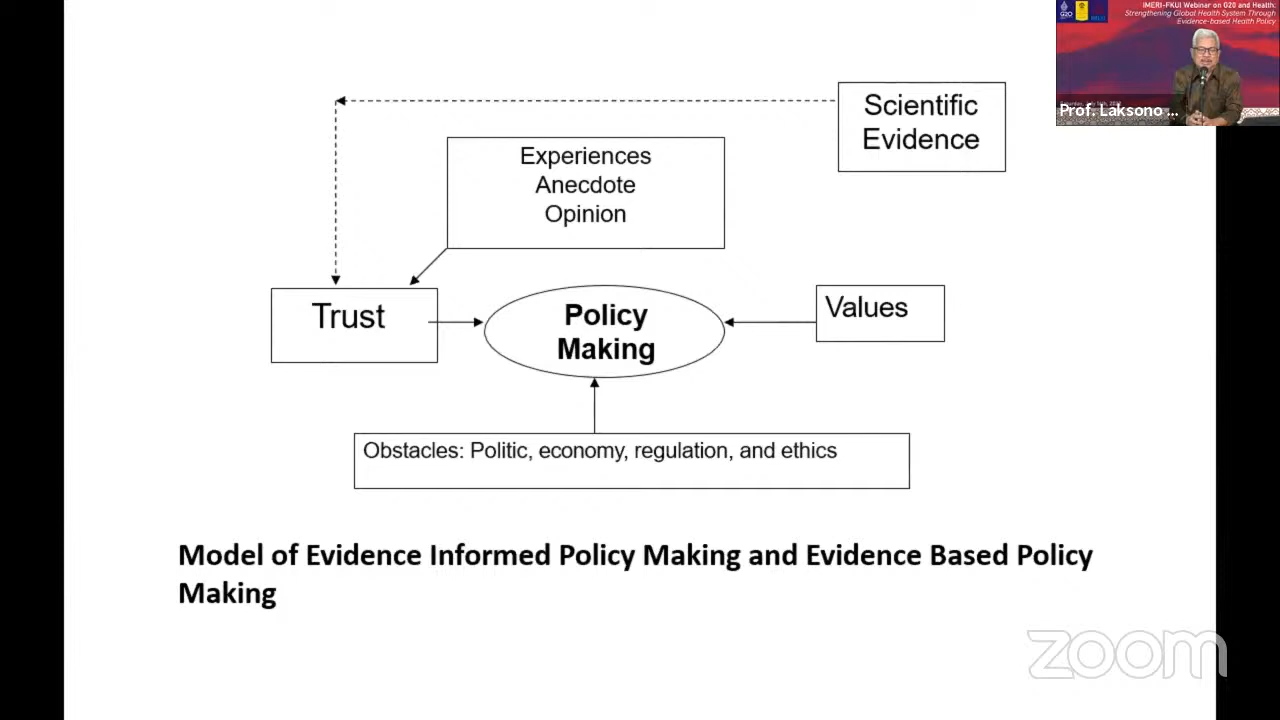 IMERI-FKUI Webinar on G20 and Health:
Strengthening Global Health System Through
Evidence-based Health Policy
G20
Prof. Laksono ...
Scientific
Evidence
Experiences
Anecdote
Opinion
Trust
Policy
Making
Values
Obstacles: Politic, economy, regulation, and ethics
Model of Evidence Informed Policy Making and Evidence Based Policy
Making
zoom